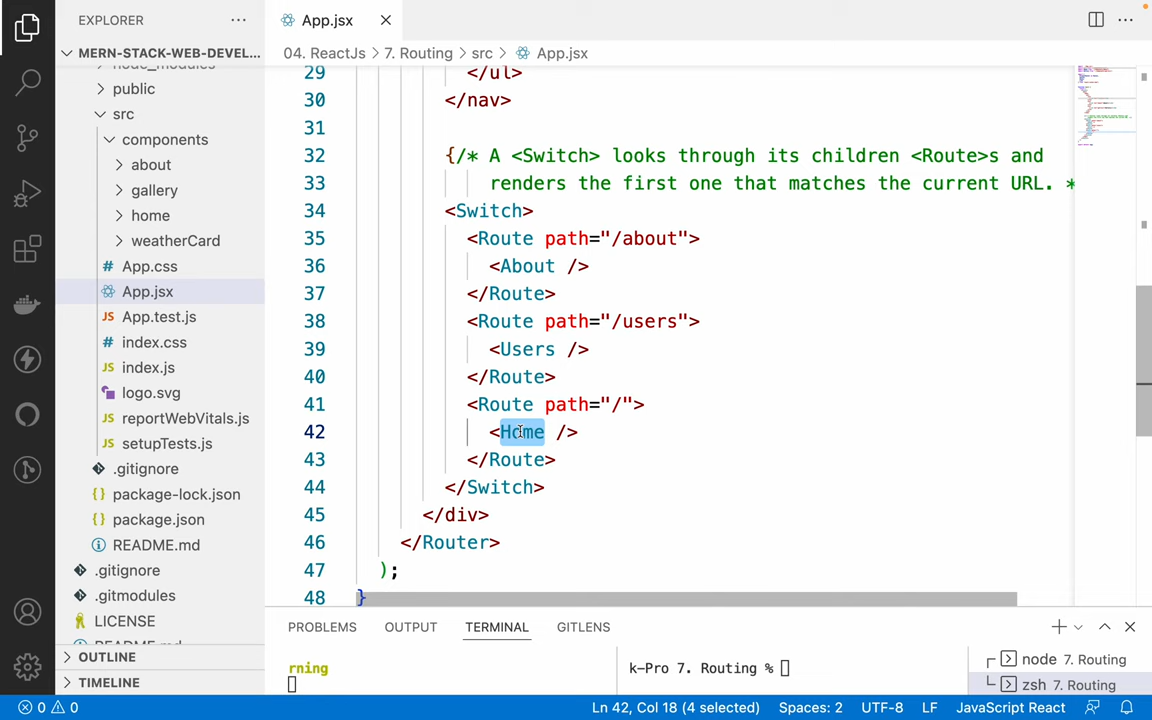 EXPLORER
App.jsx
MERN-STACK-WEB-DEVEL...
04. ReactJs > 7. Routing > src > App.jsx
node_modules
public
src
components
about
gallery
home
weatherCard
# App.css
App.jsx
JS App.test.js
# index.css
JS index.js
logo.svg
JS reportWebVitals.js
JS setupTests.js
.gitignore
{} package-lock.json
{} package.json
README.md
.gitignore
.gitmodules
LICENSE
README.md
OUTLINE
TIMELINE
29 </ul>
30 </nav>
31
32 {/* A <Switch> looks through its children <Route>s and
33 renders the first one that matches the current URL. *
34 <Switch>
35 <Route path="/about">
36 <About />
37 </Route>
38 <Route path="/users">
39 <Users />
40 </Route>
41 <Route path="/">
42 <Home />
43 </Route>
44 </Switch>
45 </div>
46 </Router>
47 );
48 }
PROBLEMS OUTPUT TERMINAL GITLENS
rning
k-Pro 7. Routing %
node 7. Routing
zsh 7. Routing
0 0
Ln 42, Col 18 (4 selected) Spaces: 2 UTF-8 LF JavaScript React